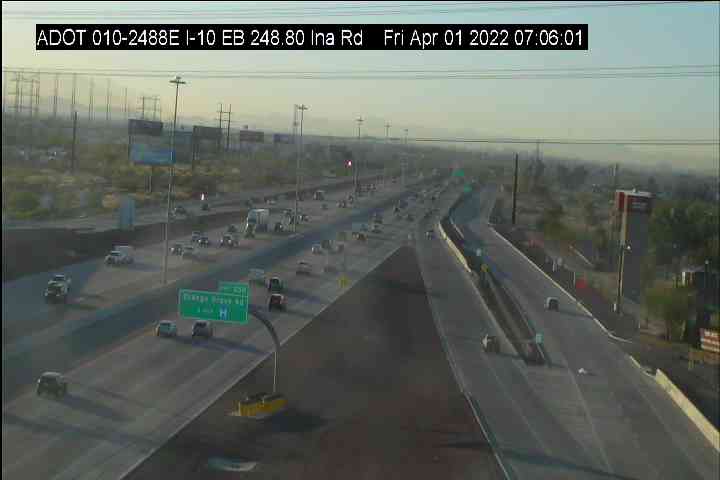 ADOT 010-2488E I-10 EB 248.80 Ina Rd Fri Apr 01 2022 07:06:01
Orange Grove Rd
H